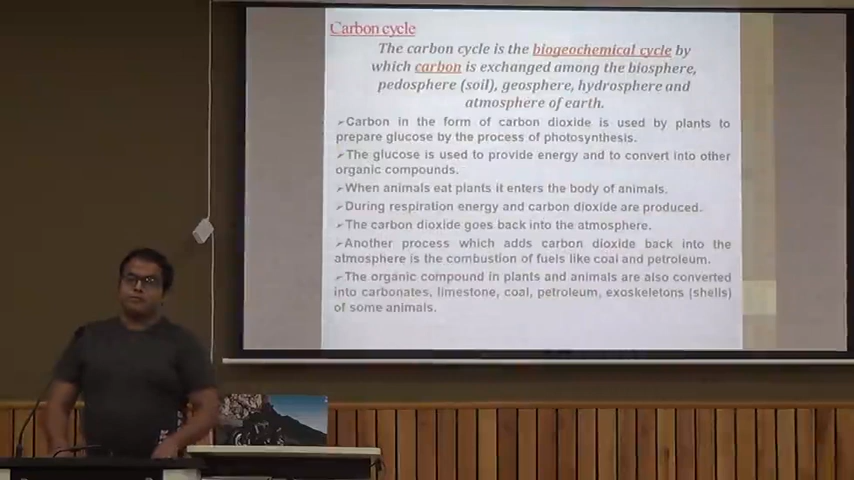 Carbon cycle
The carbon cycle is the biogeochemical cycle by
which carbon is exchanged among the biosphere,
pedosphere (soil), geosphere, hydrosphere and
atmosphere of earth.
➢Carbon in the form of carbon dioxide is used by plants to
prepare glucose by the process of photosynthesis.
➢The glucose is used to provide energy and to convert into other
organic compounds.
➢When animals eat plants it enters the body of animals.
➢During respiration energy and carbon dioxide are produced.
➢The carbon dioxide goes back into the atmosphere.
➢Another process which adds carbon dioxide back into the
atmosphere is the combustion of fuels like coal and petroleum.
➢The organic compound in plants and animals are also converted
into carbonates, limestone, coal, petroleum, exoskeletons (shells)
of some animals.